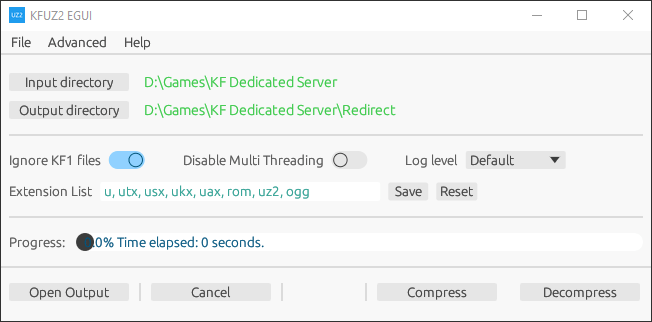 UZ2 KFUZ2 EGUI
File Advanced Help
Input directory D:\Games\KF Dedicated Server
Output directory D:\Games\KF Dedicated Server\Redirect
Ignore KF1 files Disable Multi Threading Log level Default
Extension List u, utx, usx, ukx, uax, rom, uz2, ogg Save Reset
Progress: 0% Time elapsed: 0 seconds.
Open Output Cancel Compress Decompress